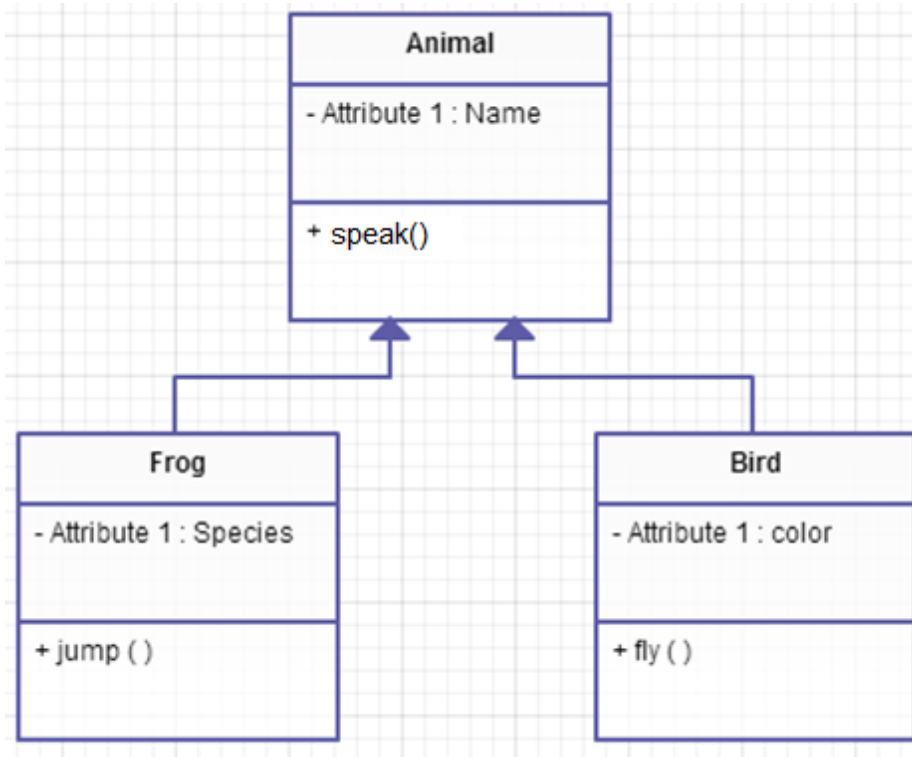 Animal
- Attribute 1 : Name
+ speak()
Frog
- Attribute 1 : Species
+ jump ( )
Bird
- Attribute 1 : color
+ fly ( )